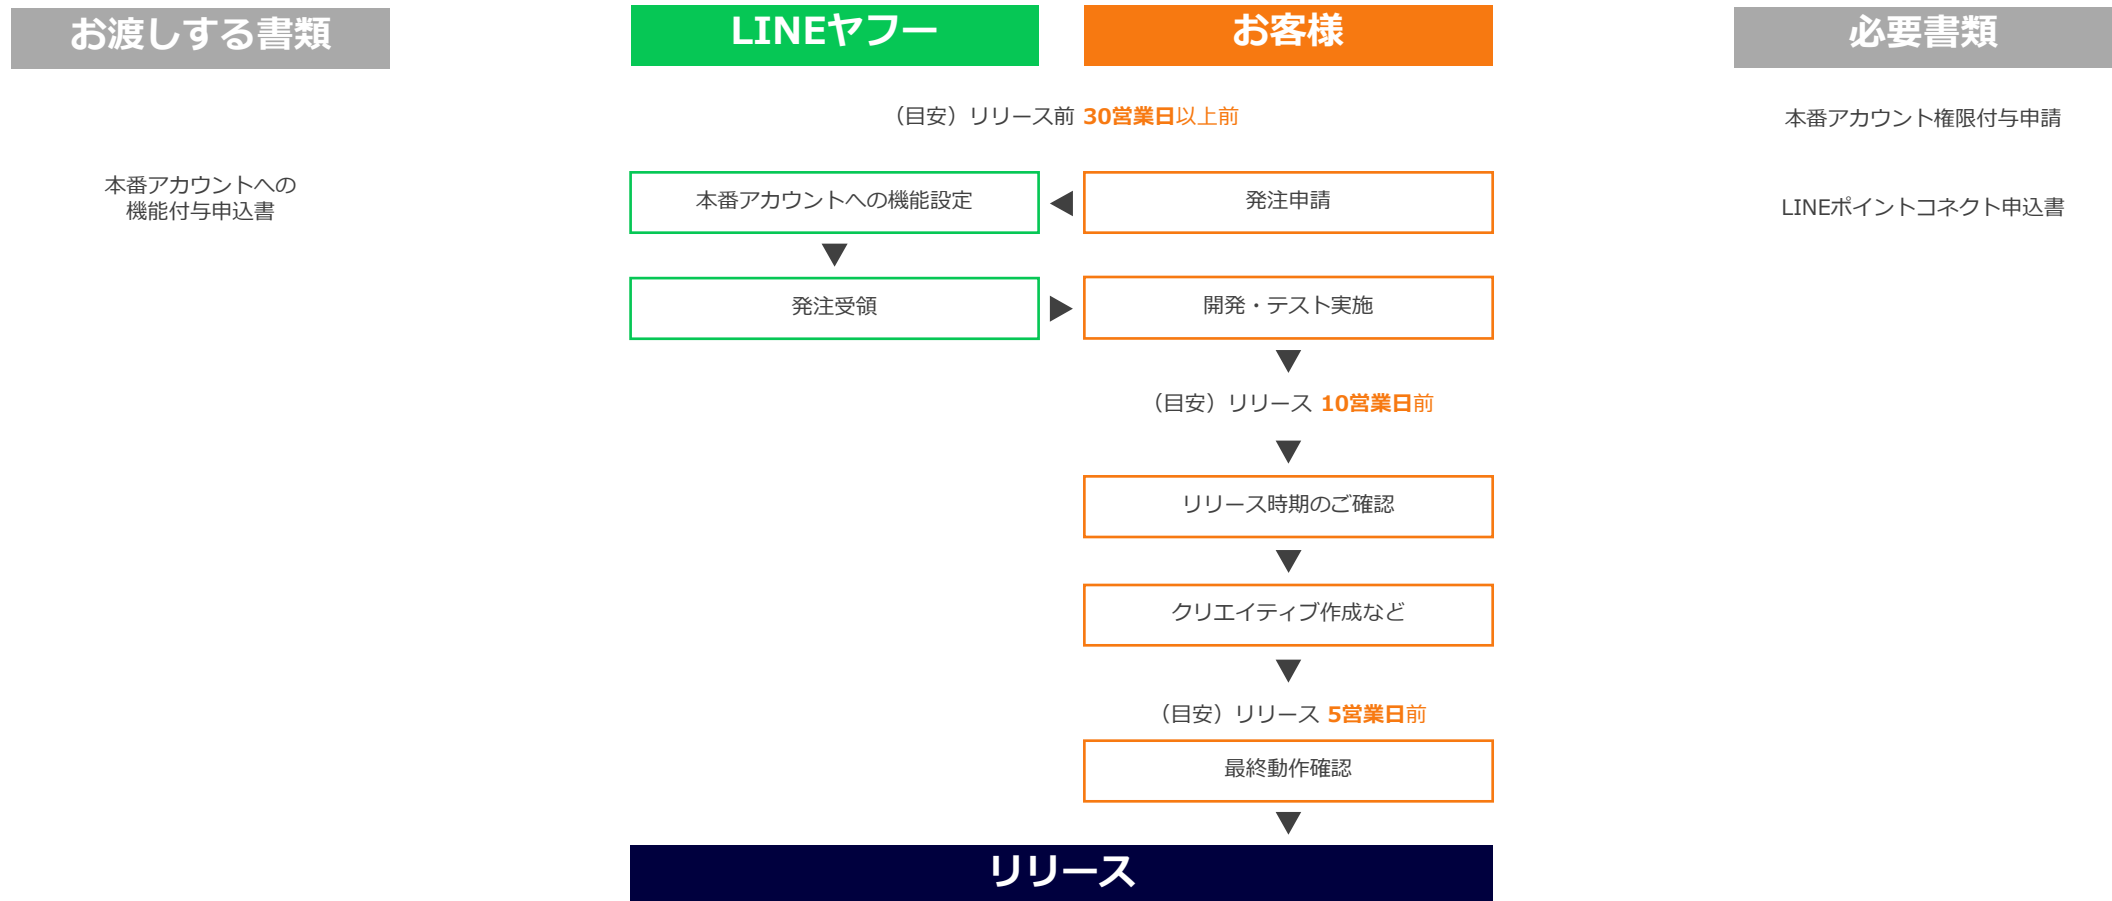 お渡しする書類
LINEヤフー
お客様
必要書類
（目安）リリース前 30営業日以上前
本番アカウント権限付与申請
本番アカウントへの
機能付与申込書
本番アカウントへの機能設定
発注申請
LINEポイントコネクト申込書
発注受領
開発・テスト実施
（目安）リリース 10営業日前
リリース時期のご確認
クリエイティブ作成など
（目安）リリース 5営業日前
最終動作確認
リリース